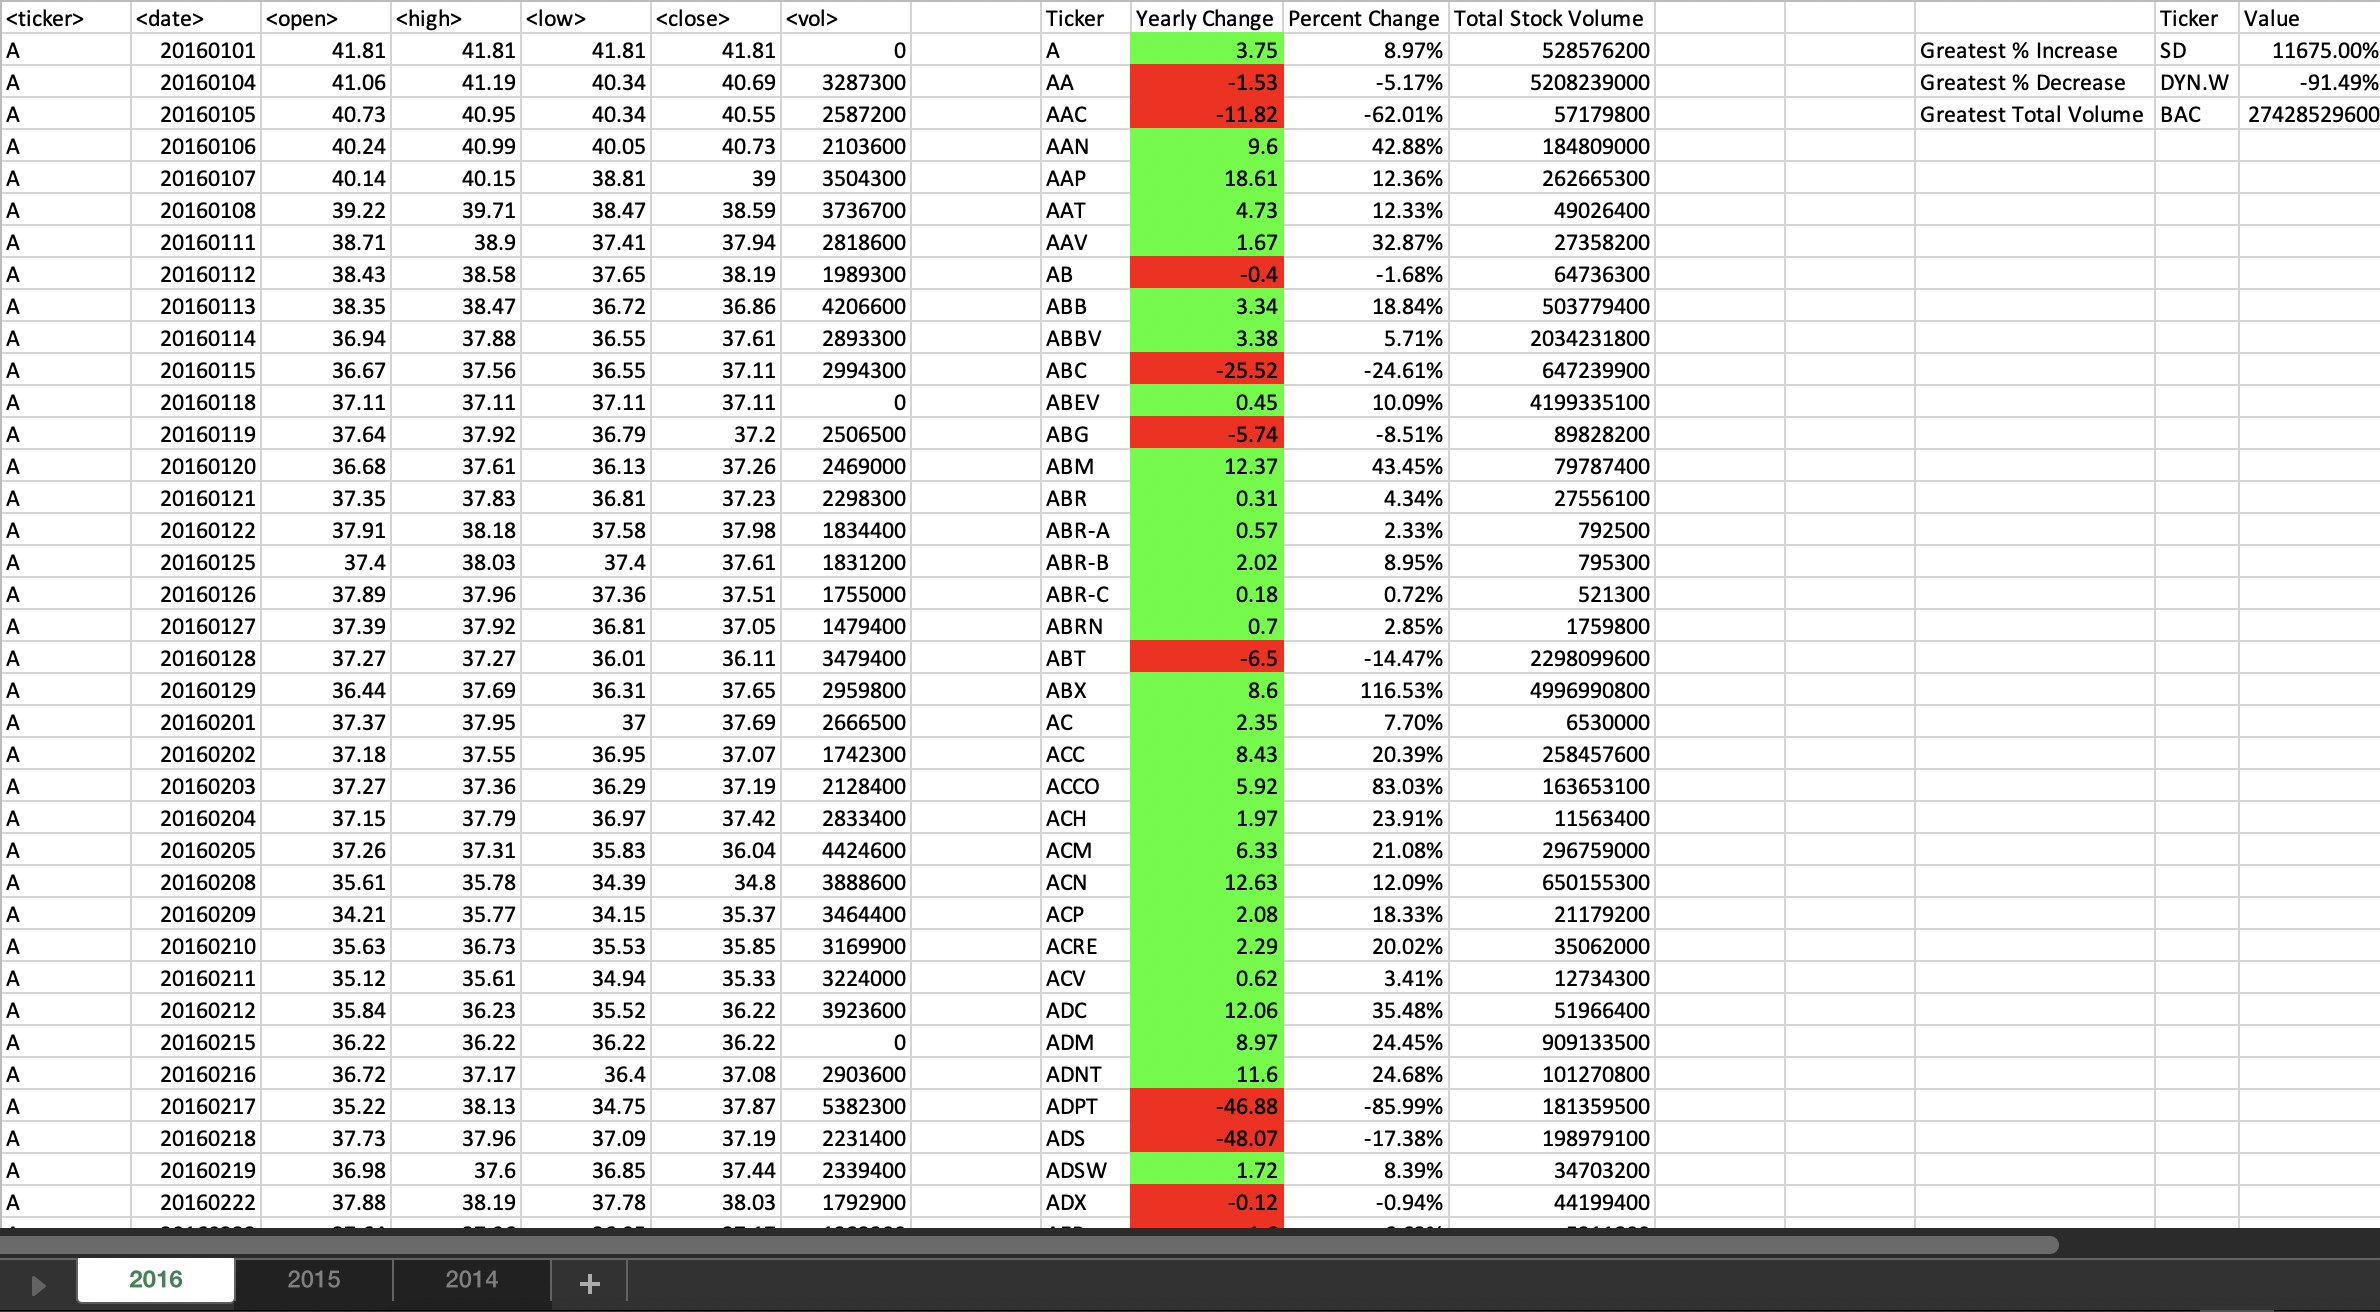 <ticker> <date> <open> <high> <low> <close> <vol> Ticker Yearly Change Percent Change Total Stock Volume Ticker Value
A 20160101 41.81 41.81 41.81 41.81 0 A 3.75 8.97% 528576200 Greatest % Increase SD 11675.00%
A 20160104 41.06 41.19 40.34 40.69 3287300 AA -1.53 -5.17% 5208239000 Greatest % Decrease DYN.W -91.49%
A 20160105 40.73 40.95 40.34 40.55 2587200 AAC -11.82 -62.01% 57179800 Greatest Total Volume BAC 27428529600
A 20160106 40.24 40.99 40.05 40.73 2103600 AAN 9.6 42.88% 184809000
A 20160107 40.14 40.15 38.81 39 3504300 AAP 18.61 12.36% 262665300
A 20160108 39.22 39.71 38.47 38.59 3736700 AAT 4.73 12.33% 49026400
A 20160111 38.71 38.9 37.41 37.94 2818600 AAV 1.67 32.87% 27358200
A 20160112 38.43 38.58 37.65 38.19 1989300 AB -0.4 -1.68% 64736300
A 20160113 38.35 38.47 36.72 36.86 4206600 ABB 3.34 18.84% 503779400
A 20160114 36.94 37.88 36.55 37.61 2893300 ABBV 3.38 5.71% 2034231800
A 20160115 36.67 37.56 36.55 37.11 2994300 ABC -25.52 -24.61% 647239900
A 20160118 37.11 37.11 37.11 37.11 0 ABEV 0.45 10.09% 4199335100
A 20160119 37.64 37.92 36.79 37.2 2506500 ABG -5.74 -8.51% 89828200
A 20160120 36.68 37.61 36.13 37.26 2469000 ABM 12.37 43.45% 79787400
A 20160121 37.35 37.83 36.81 37.23 2298300 ABR 0.31 4.34% 27556100
A 20160122 37.91 38.18 37.58 37.98 1834400 ABR-A 0.57 2.33% 792500
A 20160125 37.4 38.03 37.4 37.61 1831200 ABR-B 2.02 8.95% 795300
A 20160126 37.89 37.96 37.36 37.51 1755000 ABR-C 0.18 0.72% 521300
A 20160127 37.39 37.92 36.81 37.05 1479400 ABRN 0.7 2.85% 1759800
A 20160128 37.27 37.27 36.01 36.11 3479400 ABT -6.5 -14.47% 2298099600
A 20160129 36.44 37.69 36.31 37.65 2959800 ABX 8.6 116.53% 4996990800
A 20160201 37.37 37.95 37 37.69 2666500 AC 2.35 7.70% 6530000
A 20160202 37.18 37.55 36.95 37.07 1742300 ACC 8.43 20.39% 258457600
A 20160203 37.27 37.36 36.29 37.19 2128400 ACCO 5.92 83.03% 163653100
A 20160204 37.15 37.79 36.97 37.42 2833400 ACH 1.97 23.91% 11563400
A 20160205 37.26 37.31 35.83 36.04 4424600 ACM 6.33 21.08% 296759000
A 20160208 35.61 35.78 34.39 34.8 3888600 ACN 12.63 12.09% 650155300
A 20160209 34.21 35.77 34.15 35.37 3464400 ACP 2.08 18.33% 21179200
A 20160210 35.63 36.73 35.53 35.85 3169900 ACRE 2.29 20.02% 35062000
A 20160211 35.12 35.61 34.94 35.33 3224000 ACV 0.62 3.41% 12734300
A 20160212 35.84 36.23 35.52 36.22 3923600 ADC 12.06 35.48% 51966400
A 20160215 36.22 36.22 36.22 36.22 0 ADM 8.97 24.45% 909133500
A 20160216 36.72 37.17 36.4 37.08 2903600 ADNT 11.6 24.68% 101270800
A 20160217 35.22 38.13 34.75 37.87 5382300 ADPT -46.88 -85.99% 181359500
A 20160218 37.73 37.96 37.09 37.19 2231400 ADS -48.07 -17.38% 198979100
A 20160219 36.98 37.6 36.85 37.44 2339400 ADSW 1.72 8.39% 34703200
A 20160222 37.88 38.19 37.78 38.03 1792900 ADX -0.12 -0.94% 44199400
2016 2015 2014 +